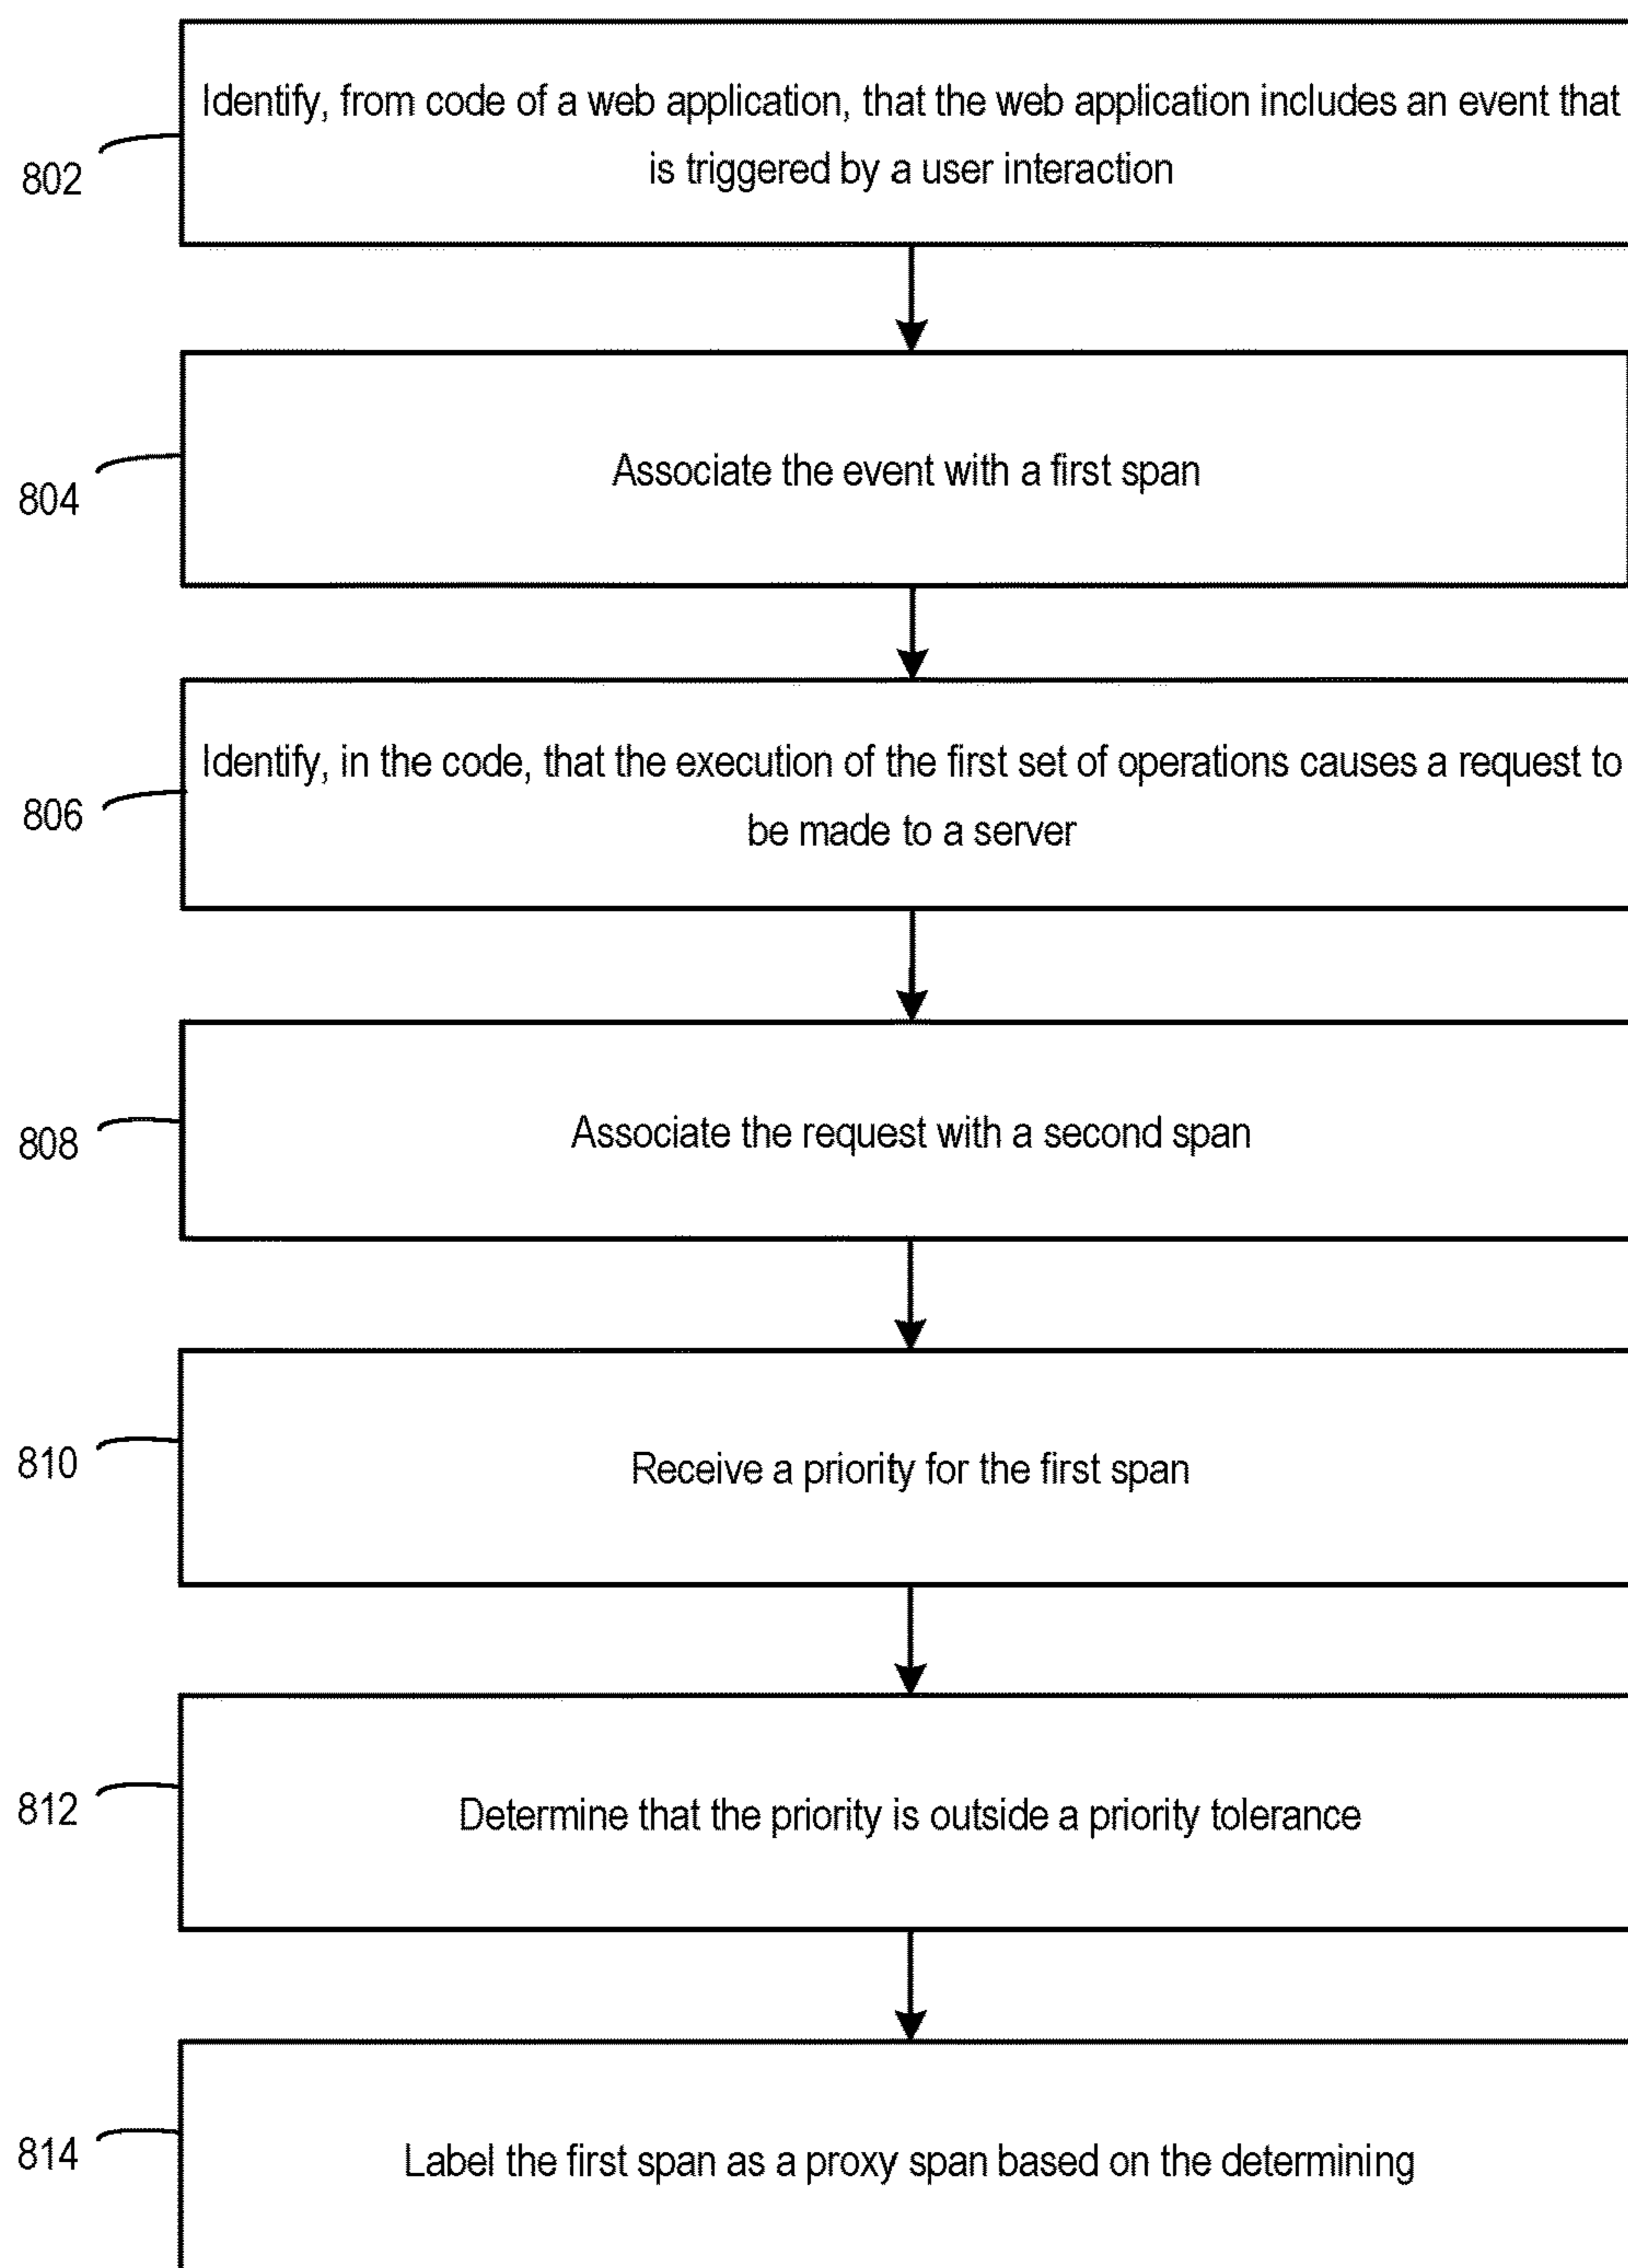 Identify, from code of a web application, that the web application includes an event that
is triggered by a user interaction
802
Associate the event with a first span
804
Identify, in the code, that the execution of the first set of operations causes a request to
be made to a server
806
Associate the request with a second span
808
Receive a priority for the first span
810
Determine that the priority is outside a priority tolerance
812
Label the first span as a proxy span based on the determining
814